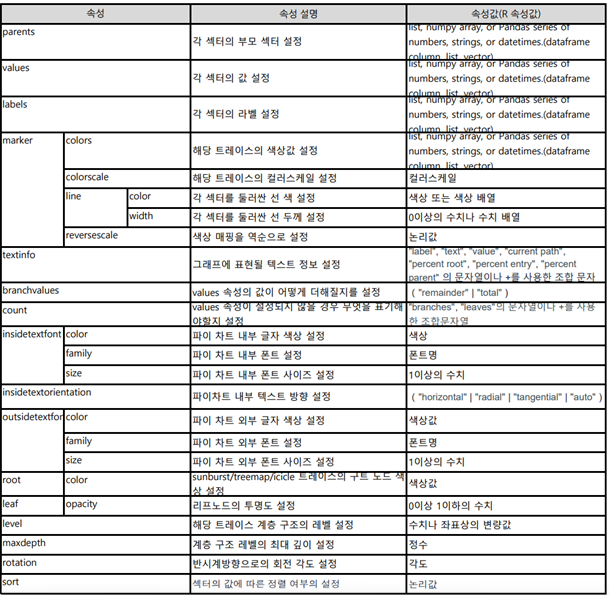 속성 속성 설명 속성값(R 속성값)
parents 각 섹터의 부모 섹터 설정 list, numpy array, or Pandas series of
numbers, strings, or datetimes.(dataframe
column, list, vector)
values 각 섹터의 값 설정 list, numpy array, or Pandas series of
numbers, strings, or datetimes.(dataframe
column, list, vector)
labels 각 섹터의 라벨 설정 list, numpy array, or Pandas series of
numbers, strings, or datetimes.(dataframe
column, list, vector)
marker colors 해당 트레이스의 색상값 설정 list, numpy array, or Pandas series of
numbers, strings, or datetimes.(dataframe
column, list, vector)
colorscale 해당 트레이스의 컬러스케일 설정 컬러스케일
line color 각 섹터를 둘러싼 선 색 설정 색상 또는 색상 배열
width 각 섹터를 둘러싼 선 두께 설정 0이상의 수치나 수치 배열
reversescale 색상 매핑을 역순으로 설정 논리값
textinfo 그래프에 표현될 텍스트 정보 설정 "label", "text", "value", "current path",
"percent root", "percent entry", "percent
parent" 의 문자열이나 +를 사용한 조합 문자
branchvalues values 속성의 값이 어떻게 더해질지를 설정 ( "remainder" | "total" )
count values 속성이 설정되지 않을 경우 무엇을 표기해
야할지 설정 "branches", "leaves"의 문자열이나 +를 사용
한 조합문자열
insidetextfont color 파이 차트 내부 글자 색상 설정 색상
family 파이 차트 내부 폰트 설정 폰트명
size 파이 차트 내부 폰트 사이즈 설정 1이상의 수치
insidetextorientation 파이차트 내부 텍스트 방향 설정 ( "horizontal" | "radial" | "tangential" | "auto" )
outsidetextfor color 파이 차트 외부 글자 색상 설정 색상값
family 파이 차트 외부 폰트 설정 폰트명
size 파이 차트 외부 폰트 사이즈 설정 1이상의 수치
root color sunburst/treemap/icicle 트레이스의 구트 노드 색
상 설정 색상값
leaf opacity 리프노드의 투명도 설정 0이상 1이하의 수치
level 해당 트레이스 계층 구조의 레벨 설정 수치나 좌표상의 변량값
maxdepth 계층 구조 레벨의 최대 깊이 설정 정수
rotation 반시계방향으로의 회전 각도 설정 각도
sort 섹터의 값에 따른 정렬 여부의 설정 논리값